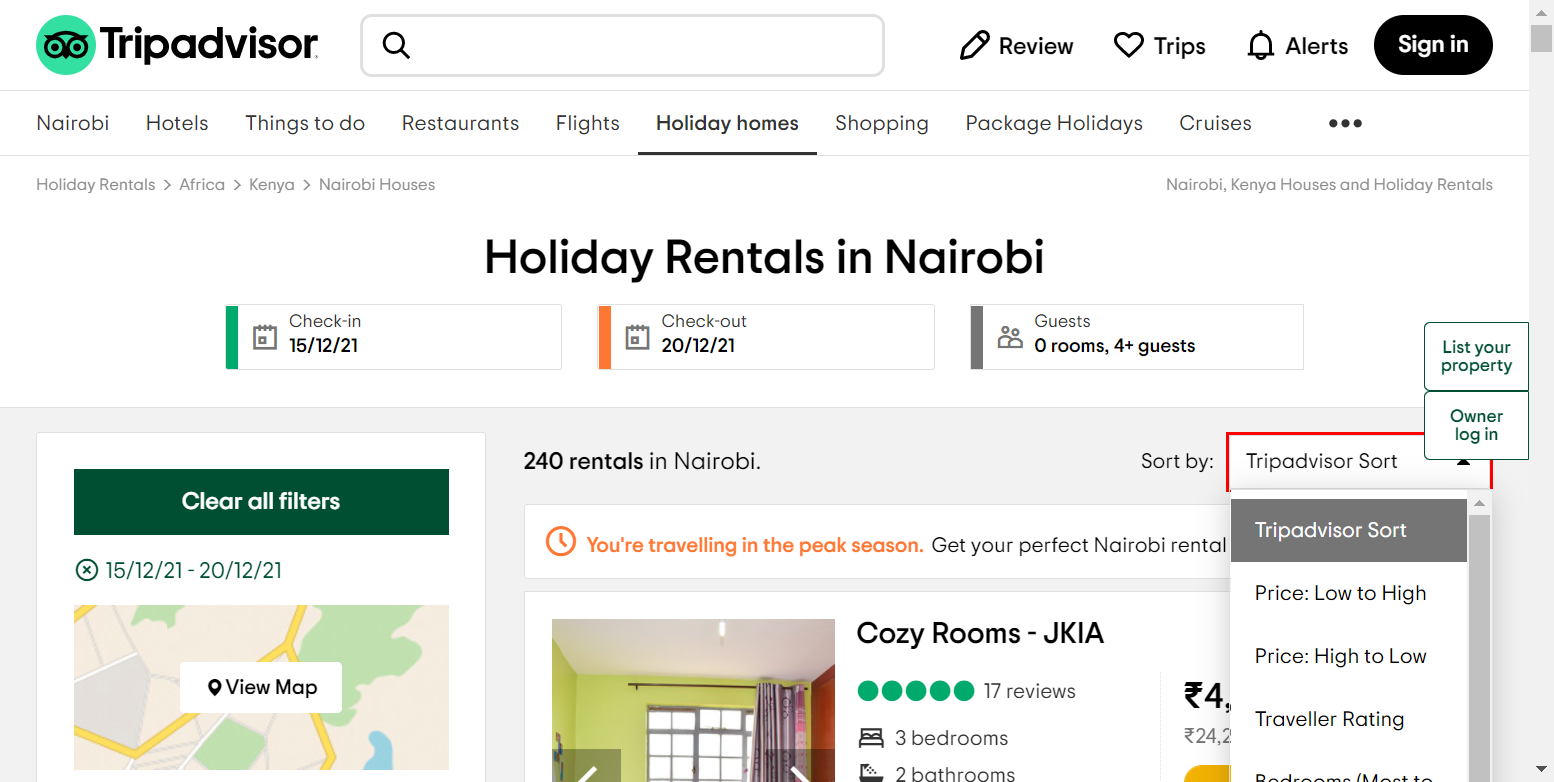 Tripadvisor
Review
Trips
Alerts
Sign in
Nairobi
Hotels
Things to do
Restaurants
Flights
Holiday homes
Shopping
Package Holidays
Cruises
Holiday Rentals > Africa > Kenya > Nairobi Houses
Nairobi, Kenya Houses and Holiday Rentals
Holiday Rentals in Nairobi
Check-in
15/12/21
Check-out
20/12/21
Guests
0 rooms, 4+ guests
List your
property
Owner
log in
Clear all filters
15/12/21 - 20/12/21
View Map
240 rentals in Nairobi.
Sort by:
Tripadvisor Sort
Tripadvisor Sort
Price: Low to High
Price: High to Low
Traveller Rating
Bedrooms (Most to
You're travelling in the peak season. Get your perfect Nairobi rental
Cozy Rooms - JKIA
17 reviews
3 bedrooms
2 bathrooms
₹4,
₹24,2